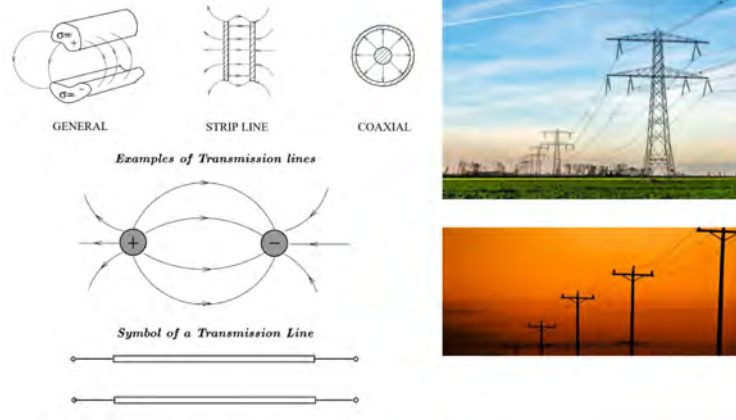 σ=∞
+
σ=∞
−
GENERAL
STRIP LINE
COAXIAL
Examples of Transmission lines
+
−
Symbol of a Transmission Line